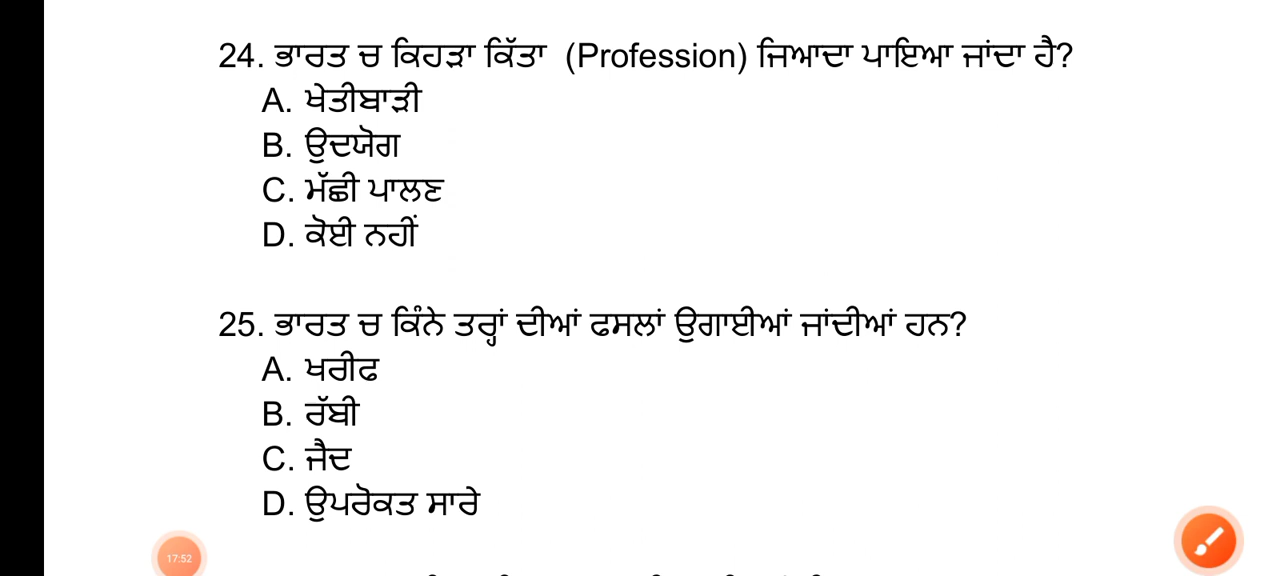 24. ਭਾਰਤ ਚ ਕਿਹੜਾ ਕਿੱਤਾ (Profession) ਜਿਆਦਾ ਪਾਇਆ ਜਾਂਦਾ ਹੈ?
A. ਖੇਤੀਬਾੜੀ
B. ਉਦਯੋਗ
C. ਮੱਛੀ ਪਾਲਣ
D. ਕੋਈ ਨਹੀਂ
25. ਭਾਰਤ ਚ ਕਿੰਨੇ ਤਰ੍ਹਾਂ ਦੀਆਂ ਫਸਲਾਂ ਉਗਾਈਆਂ ਜਾਂਦੀਆਂ ਹਨ?
A. ਖਰੀਫ
B. ਰੱਬੀ
C. ਜੈਦ
D. ਉਪਰੋਕਤ ਸਾਰੇ
17:52